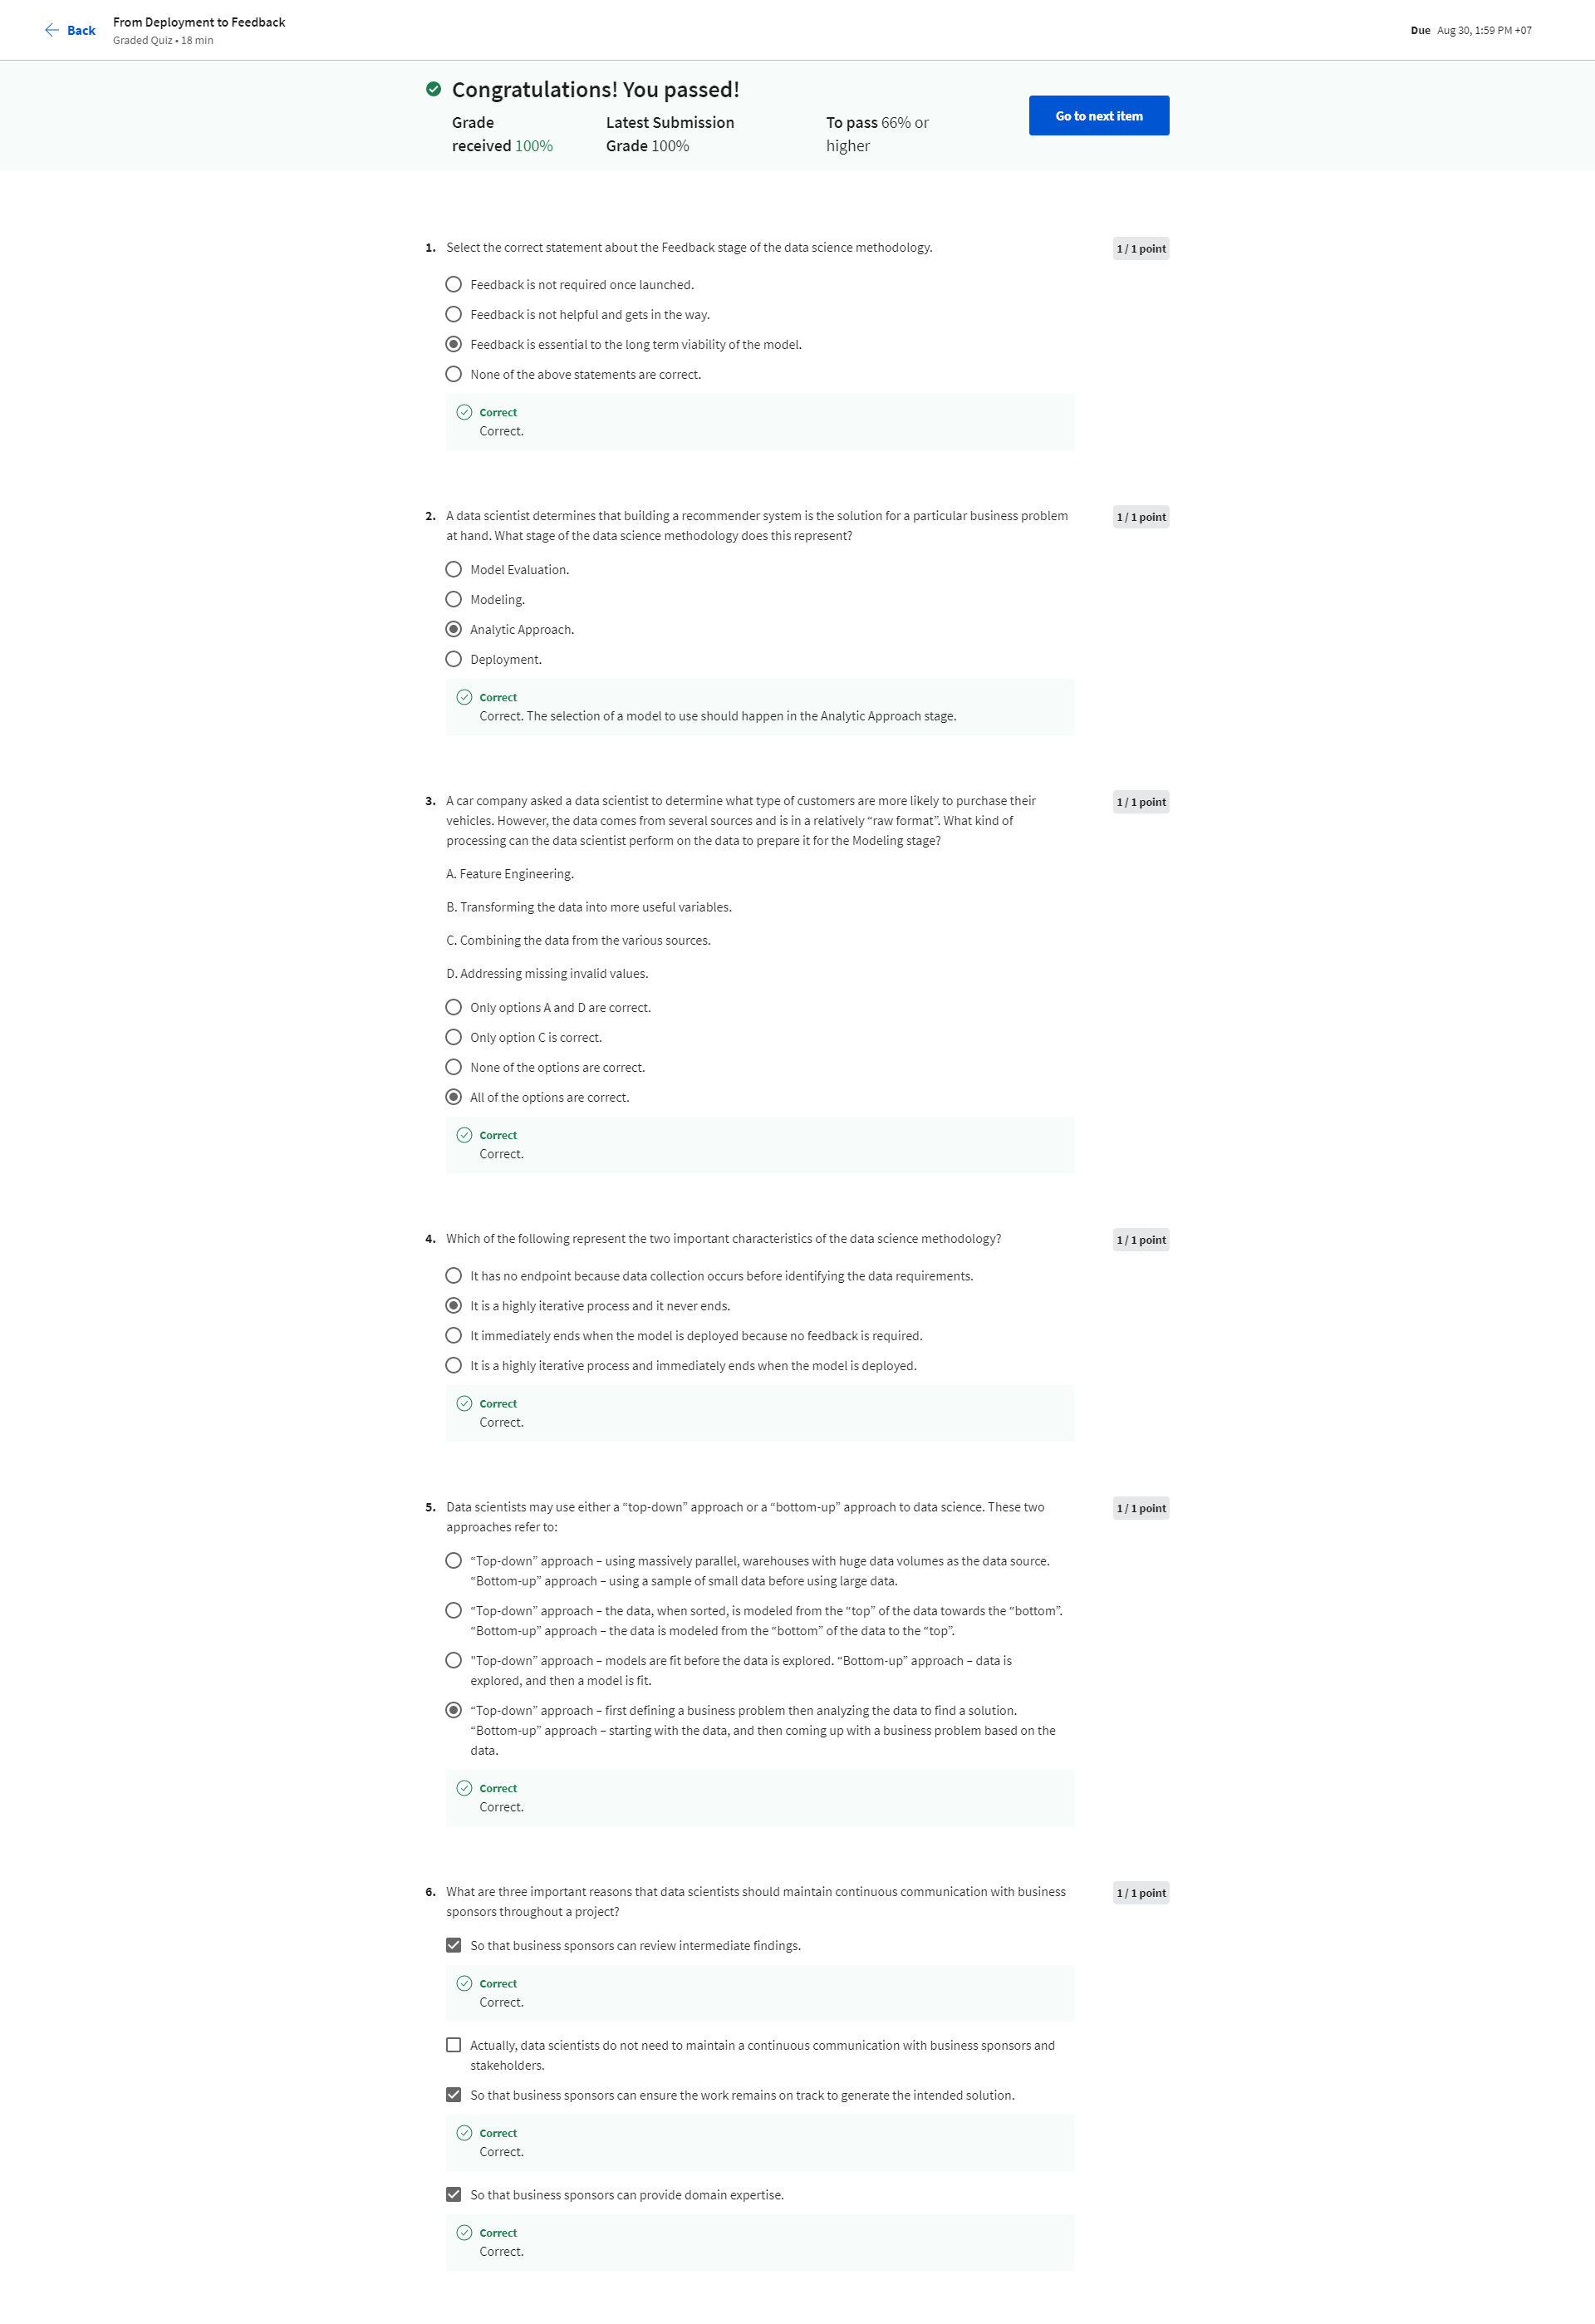 Back
From Deployment to Feedback
Graded Quiz • 18 min
Due Aug 30, 1:59 PM +07
Congratulations! You passed!
Grade received 100%
Latest Submission Grade 100%
To pass 66% or higher
Go to next item
1. Select the correct statement about the Feedback stage of the data science methodology.
1 / 1 point
Feedback is not required once launched.
Feedback is not helpful and gets in the way.
Feedback is essential to the long term viability of the model.
None of the above statements are correct.
Correct
Correct.
2. A data scientist determines that building a recommender system is the solution for a particular business problem
at hand. What stage of the data science methodology does this represent?
1 / 1 point
Model Evaluation.
Modeling.
Analytic Approach.
Deployment.
Correct
Correct. The selection of a model to use should happen in the Analytic Approach stage.
3. A car company asked a data scientist to determine what type of customers are more likely to purchase their
vehicles. However, the data comes from several sources and is in a relatively “raw format”. What kind of
processing can the data scientist perform on the data to prepare it for the Modeling stage?
1 / 1 point
A. Feature Engineering.
B. Transforming the data into more useful variables.
C. Combining the data from the various sources.
D. Addressing missing invalid values.
Only options A and D are correct.
Only option C is correct.
None of the options are correct.
All of the options are correct.
Correct
Correct.
4. Which of the following represent the two important characteristics of the data science methodology?
1 / 1 point
It has no endpoint because data collection occurs before identifying the data requirements.
It is a highly iterative process and it never ends.
It immediately ends when the model is deployed because no feedback is required.
It is a highly iterative process and immediately ends when the model is deployed.
Correct
Correct.
5. Data scientists may use either a “top-down” approach or a “bottom-up” approach to data science. These two
approaches refer to:
1 / 1 point
“Top-down” approach – using massively parallel, warehouses with huge data volumes as the data source.
“Bottom-up” approach – using a sample of small data before using large data.
“Top-down” approach – the data, when sorted, is modeled from the “top” of the data towards the “bottom”.
“Bottom-up” approach – the data is modeled from the “bottom” of the data to the “top”.
"Top-down” approach – models are fit before the data is explored. “Bottom-up” approach – data is
explored, and then a model is fit.
“Top-down” approach – first defining a business problem then analyzing the data to find a solution.
“Bottom-up” approach – starting with the data, and then coming up with a business problem based on the
data.
Correct
Correct.
6. What are three important reasons that data scientists should maintain continuous communication with business
sponsors throughout a project?
1 / 1 point
So that business sponsors can review intermediate findings.
Correct
Correct.
Actually, data scientists do not need to maintain a continuous communication with business sponsors and
stakeholders.
So that business sponsors can ensure the work remains on track to generate the intended solution.
Correct
Correct.
So that business sponsors can provide domain expertise.
Correct
Correct.